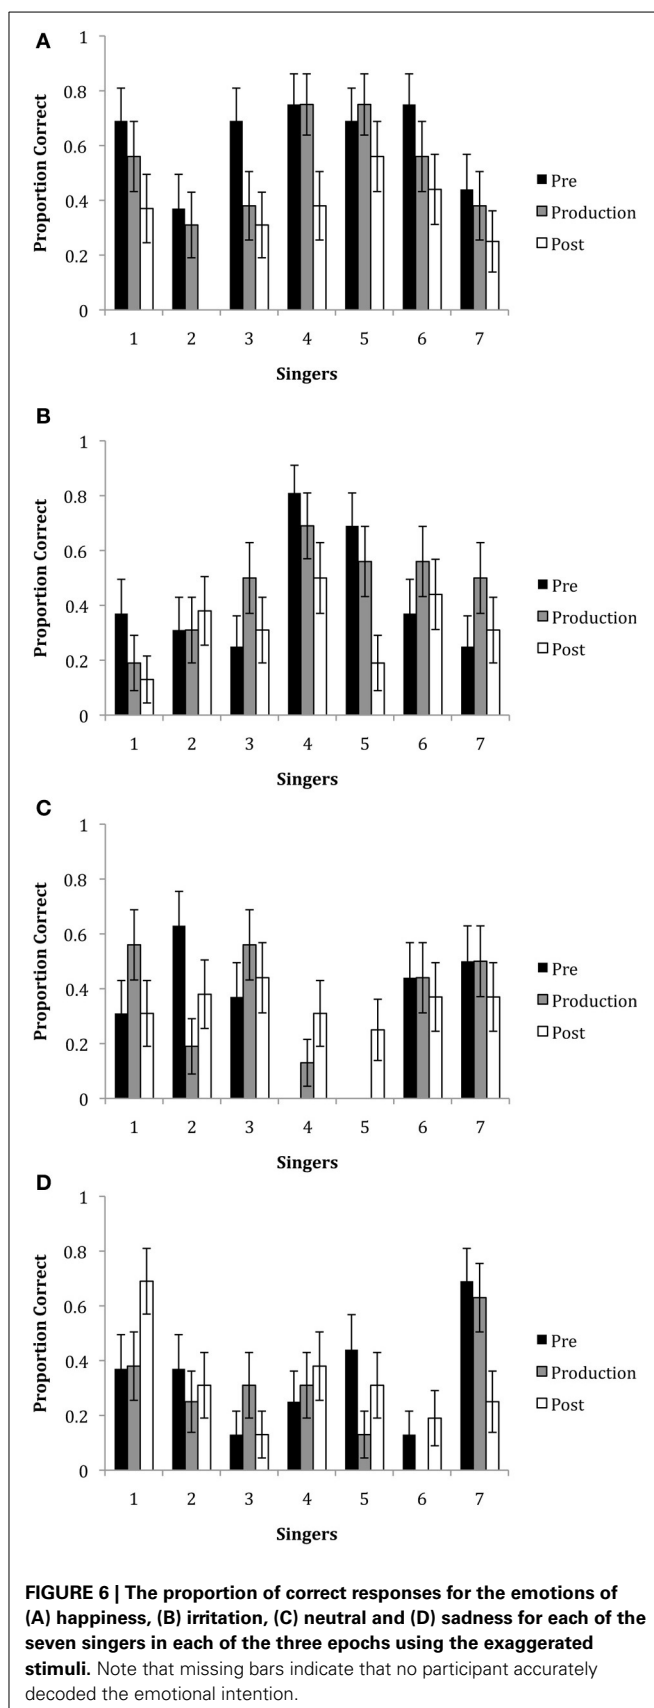 A
1
0.8
0.6
0.4
0.2
0
Proportion Correct
1 2 3 4 5 6 7
Singers
Pre
Production
Post
B
1
0.8
0.6
0.4
0.2
0
Proportion Correct
1 2 3 4 5 6 7
Singers
Pre
Production
Post
C
1
0.8
0.6
0.4
0.2
0
Proportion Correct
1 2 3 4 5 6 7
Singers
Pre
Production
Post
D
1
0.8
0.6
0.4
0.2
0
Proportion Correct
1 2 3 4 5 6 7
Singers
Pre
Production
Post
FIGURE 6 | The proportion of correct responses for the emotions of
(A) happiness, (B) irritation, (C) neutral and (D) sadness for each of the
seven singers in each of the three epochs using the exaggerated
stimuli. Note that missing bars indicate that no participant accurately
decoded the emotional intention.